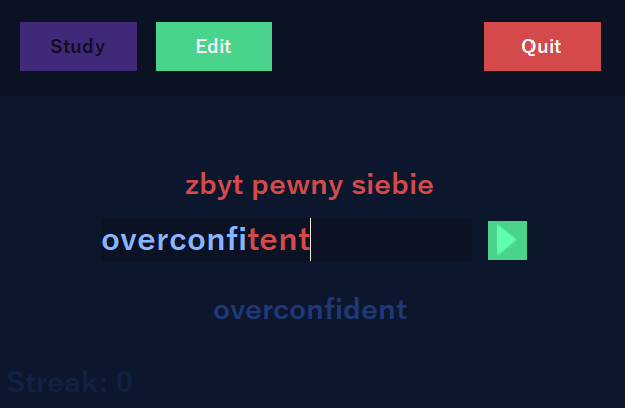 Study Edit Quit
zbyt pewny siebie
overconfitent
overconfident
Streak: 0